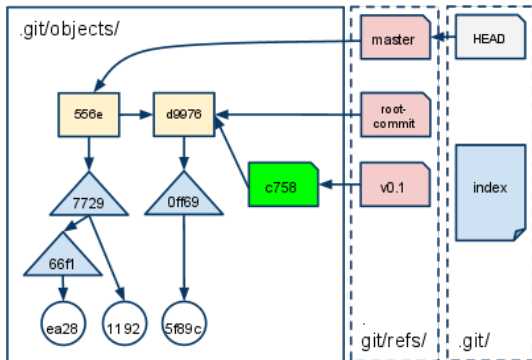 .git/objects/
master
HEAD
556e
d9976
root-
commit
c758
v0.1
index
7729
0ff69
66f1
ea28
1192
5f89c
.git/refs/
.git/